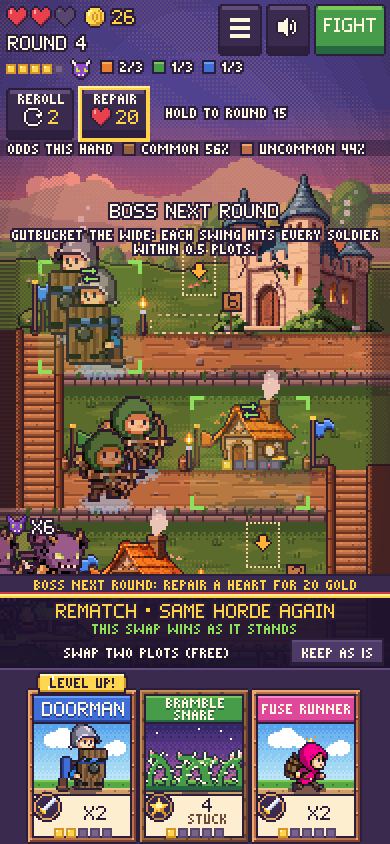 26
FIGHT
ROUND 4
2/3
1/3
1/3
REROLL
2
REPAIR
20
HOLD TO ROUND 15
ODDS THIS HAND COMMON 56% UNCOMMON 44%
BOSS NEXT ROUND
GUTBUCKET THE WIDE: EACH SWING HITS EVERY SOLDIER
WITHIN 0.5 PLOTS.
6
X6
BOSS NEXT ROUND: REPAIR A HEART FOR 20 GOLD
REMATCH • SAME HORDE AGAIN
THIS SWAP WINS AS IT STANDS
SWAP TWO PLOTS (FREE)
KEEP AS IS
LEVEL UP!
DOORMAN
X2
BRAMBLE
SNARE
4
STUCK
FUSE RUNNER
X2